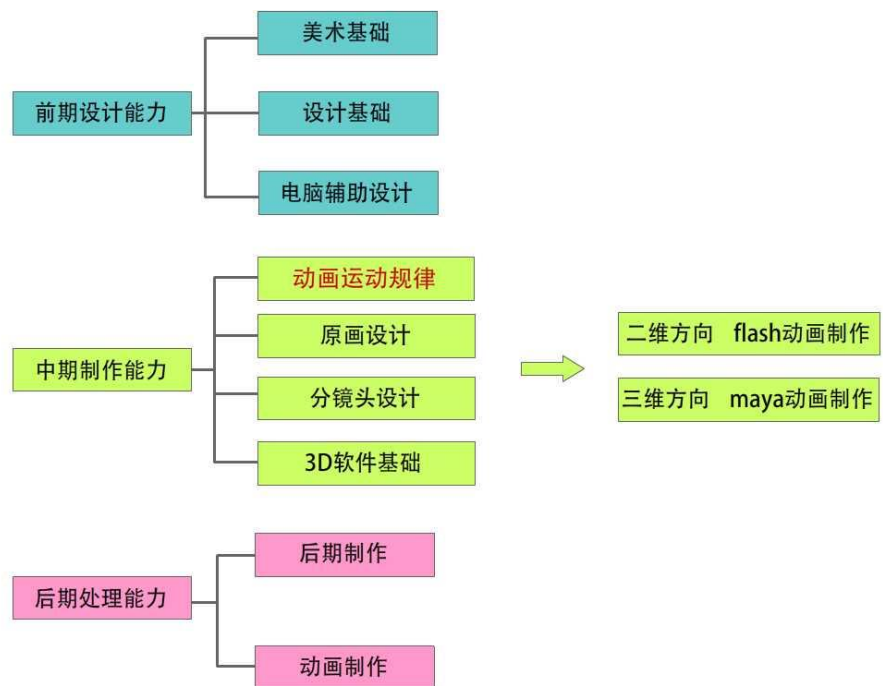 前期设计能力
美术基础
设计基础
电脑辅助设计
中期制作能力
动画运动规律
原画设计
分镜头设计
3D软件基础
二维方向 flash动画制作
三维方向 maya动画制作
后期处理能力
后期制作
动画制作